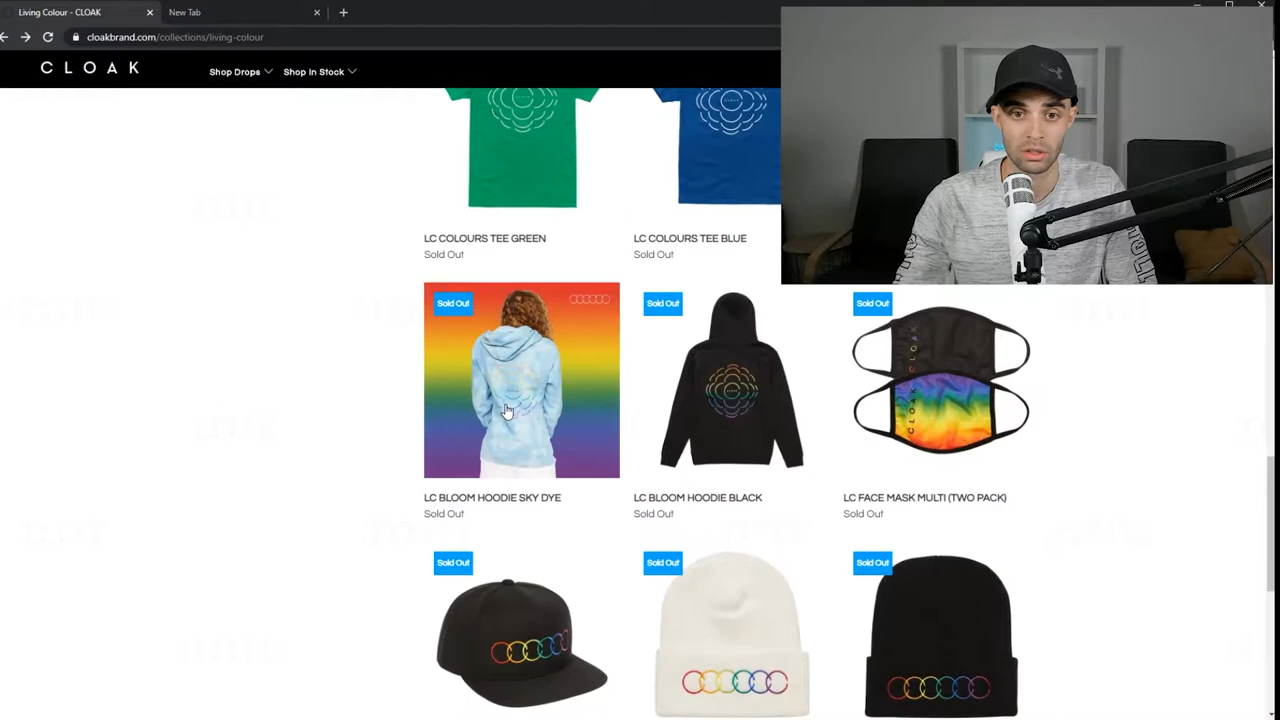 Living Colour - CLOAK
New Tab
cloakbrand.com/collections/living-colour
CLOAK
Shop Drops
Shop In Stock
LC COLOURS TEE GREEN
Sold Out
LC COLOURS TEE BLUE
Sold Out
Sold Out
Sold Out
Sold Out
CLOAK
CLOAK
LC BLOOM HOODIE SKY DYE
Sold Out
LC BLOOM HOODIE BLACK
Sold Out
LC FACE MASK MULTI (TWO PACK)
Sold Out
Sold Out
Sold Out
Sold Out